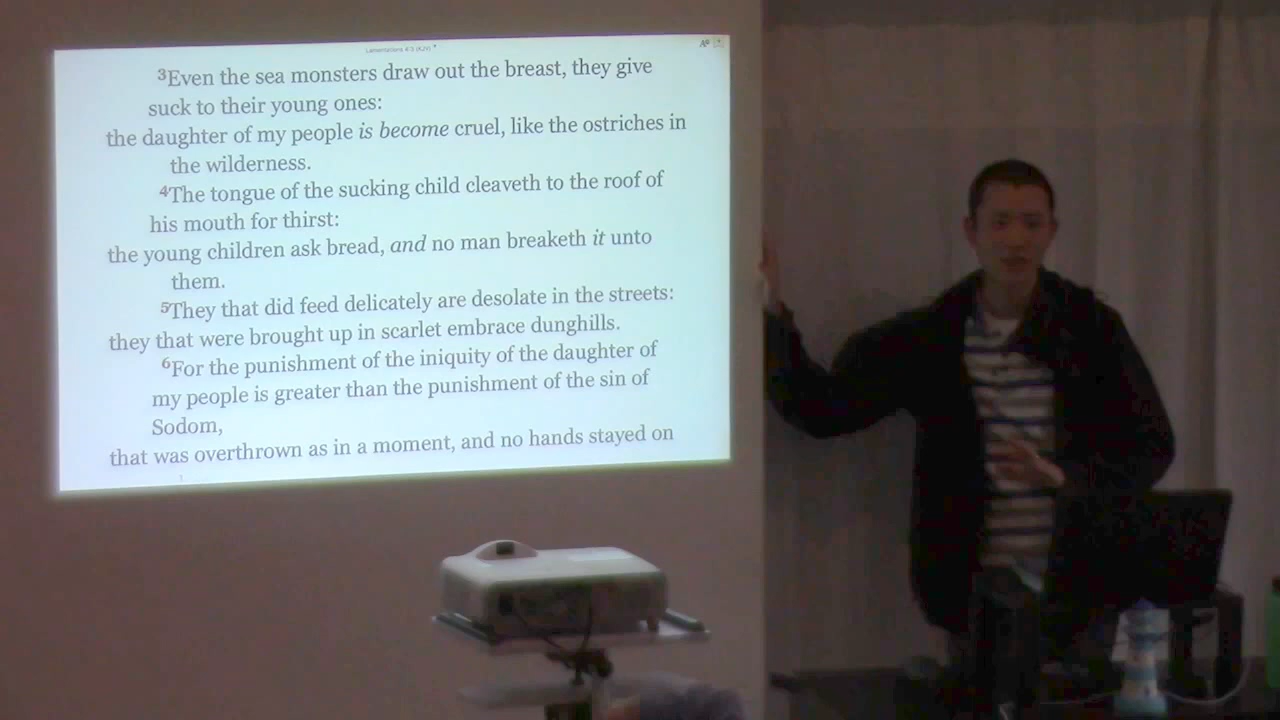 Lamentations 4:3 (KJV)
3Even the sea monsters draw out the breast, they give
suck to their young ones:
the daughter of my people is become cruel, like the ostriches in
the wilderness.
4The tongue of the sucking child cleaveth to the roof of
his mouth for thirst:
the young children ask bread, and no man breaketh it unto
them.
5They that did feed delicately are desolate in the streets:
they that were brought up in scarlet embrace dunghills.
6For the punishment of the iniquity of the daughter of
my people is greater than the punishment of the sin of
Sodom,
that was overthrown as in a moment, and no hands stayed on